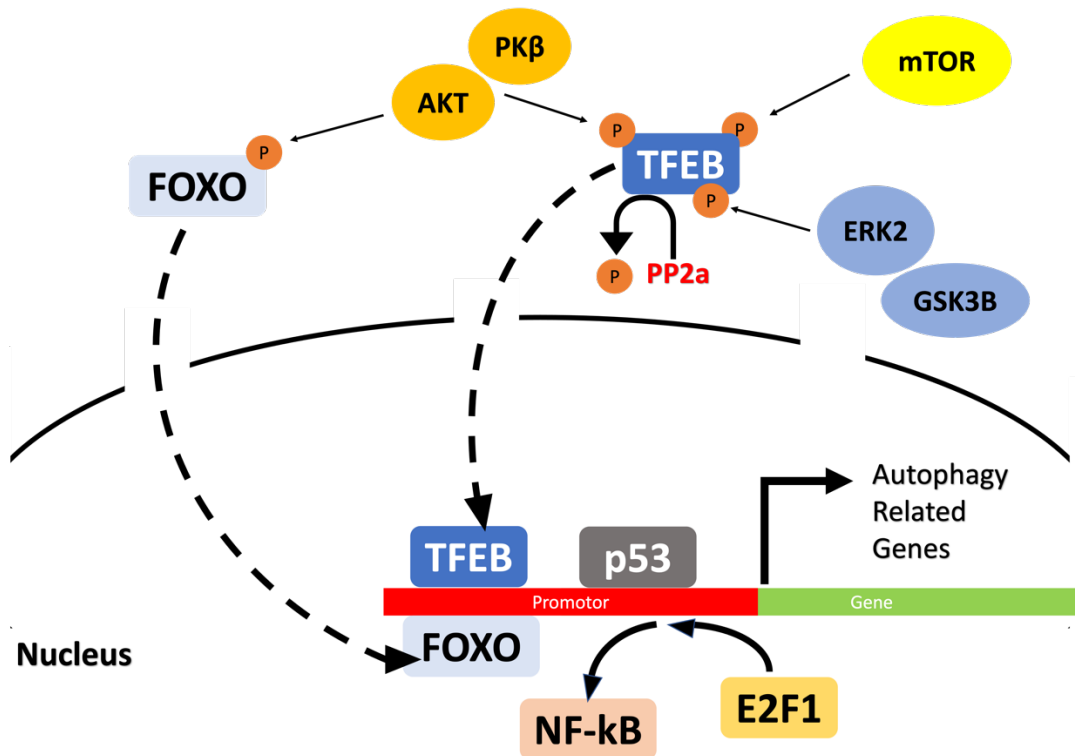 PKβ
mTOR
AKT
P
P
P
TFEB
FOXO
P
ERK2
P
PP2a
GSK3B
Autophagy
Related
Genes
TFEB
p53
Promotor
Gene
FOXO
Nucleus
NF-kB
E2F1